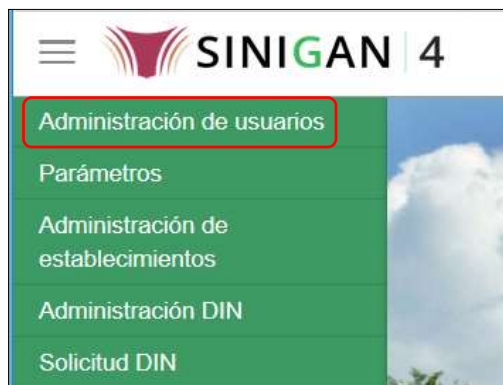 SINIGAN 4
Administración de usuarios
Parámetros
Administración de
establecimientos
Administración DIN
Solicitud DIN